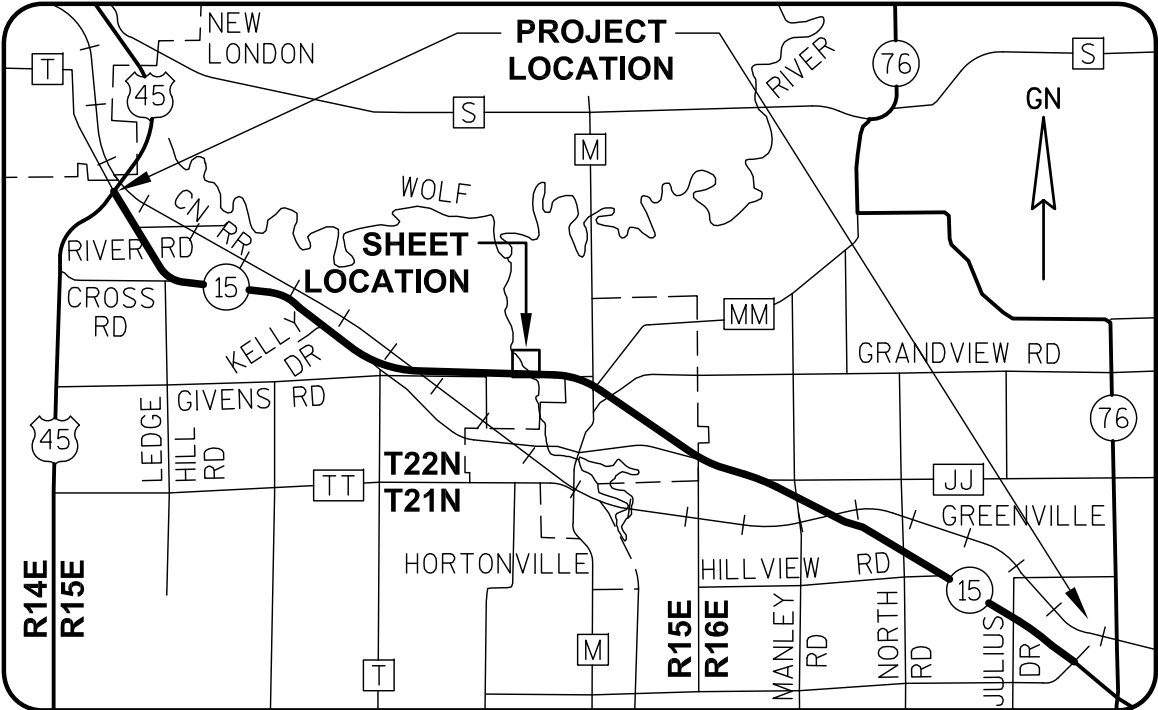 NEW
LONDON
PROJECT
LOCATION
RIVER
76
S
T
45
S
M
GN
WOLF
CN RR
SHEET
LOCATION
RIVER RD
15
CROSS
RD
MM
KELLY
DR
GRANDVIEW RD
GIVENS RD
45
LEDGE
HILL
RD
76
T22N
T21N
TT
JJ
GREENVILLE
HORTONVILLE
HILLVIEW RD
R14E
R15E
15
R15E
R16E
MANLEY
RD
NORTH
RD
JULIUS
DR
M
T